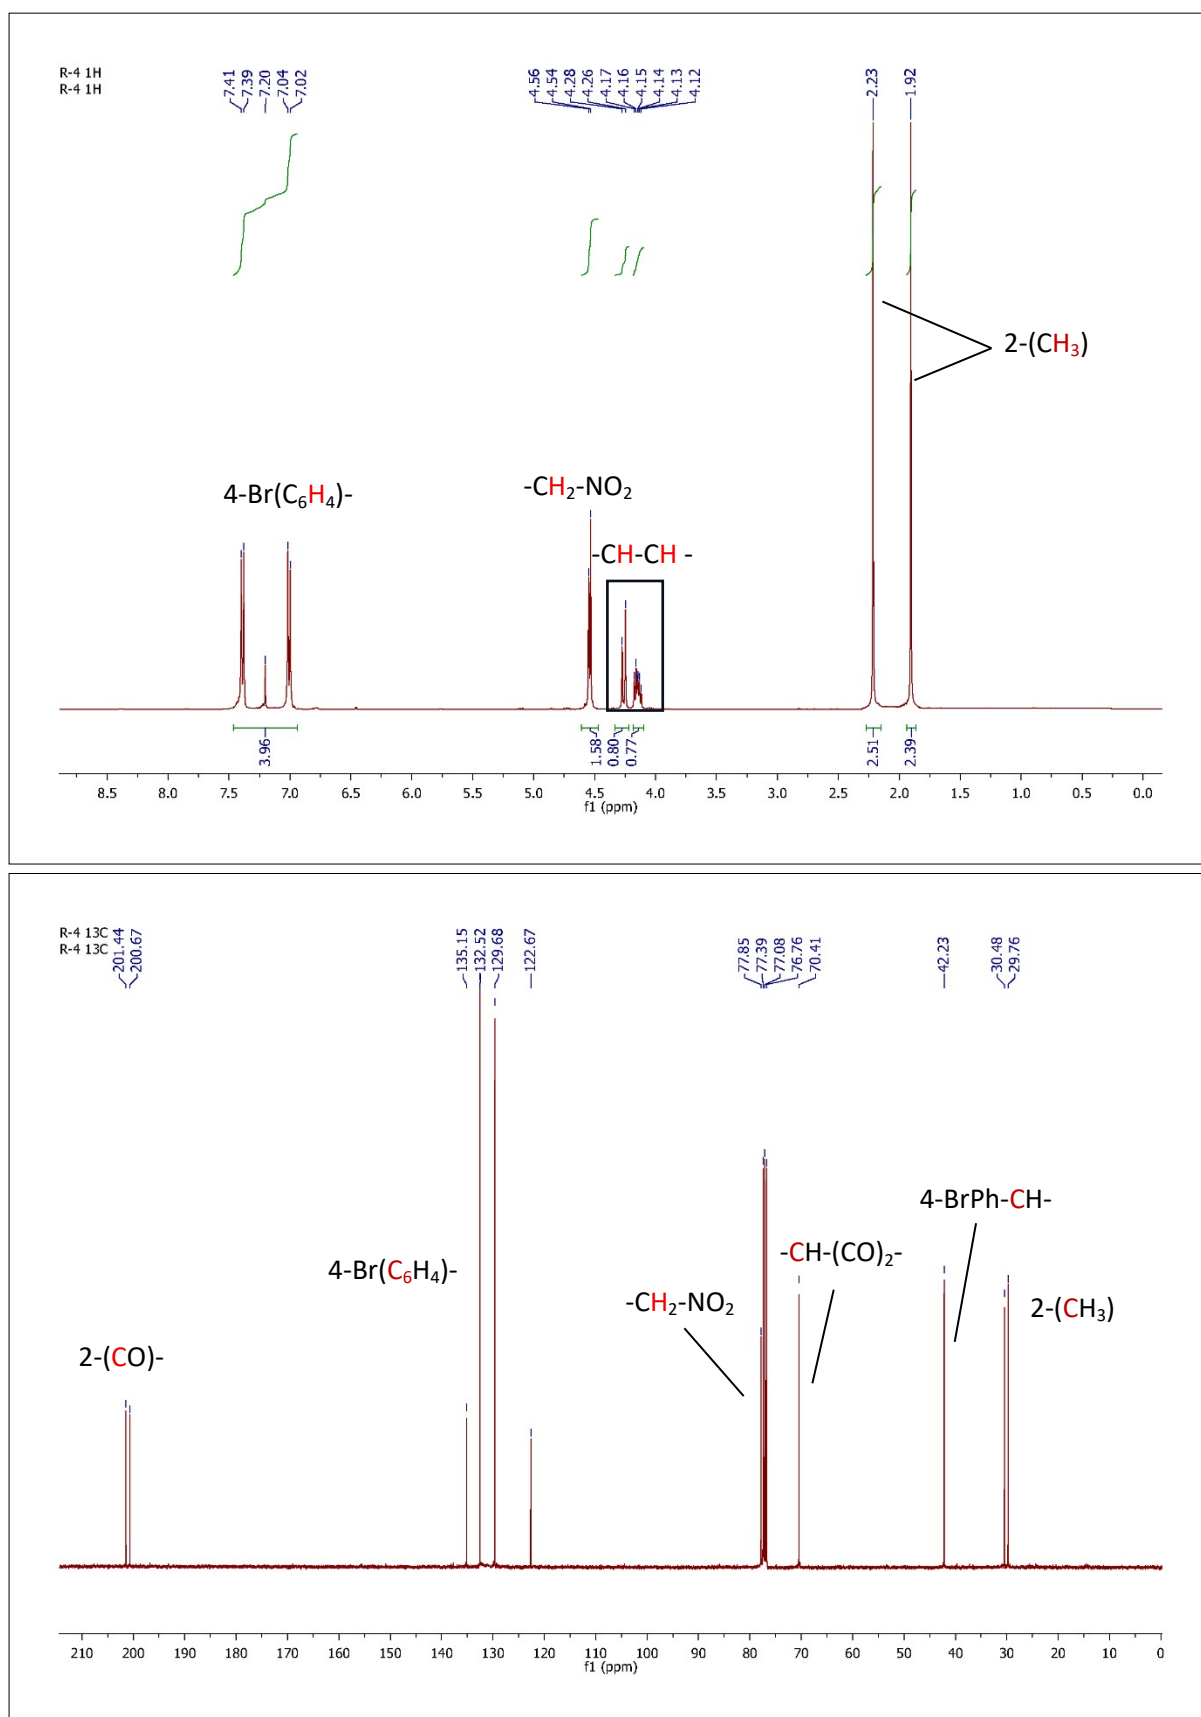 R-4 1H
R-4 1H
7.41
7.39
7.20
7.04
7.02
4.56
4.54
4.28
4.26
4.17
4.16
4.15
4.14
4.13
4.12
2.23
1.92
2-(CH₃)
4-Br(C₆H₄)-
-CH₂-NO₂
-CH-CH -
3.96
1.58
0.80
0.77
2.51
2.39
8.5 8.0 7.5 7.0 6.5 6.0 5.5 5.0 4.5 4.0 3.5 3.0 2.5 2.0 1.5 1.0 0.5 0.0
f1 (ppm)
R-4 13C
R-4 13C
201.44
200.67
135.15
132.52
129.68
122.67
77.85
77.39
77.08
76.76
70.41
42.23
30.48
29.76
4-BrPh-CH-
-CH-(CO)₂-
4-Br(C₆H₄)-
-CH₂-NO₂
2-(CH₃)
2-(CO)-
210 200 190 180 170 160 150 140 130 120 110 100 90 80 70 60 50 40 30 20 10 0
f1 (ppm)